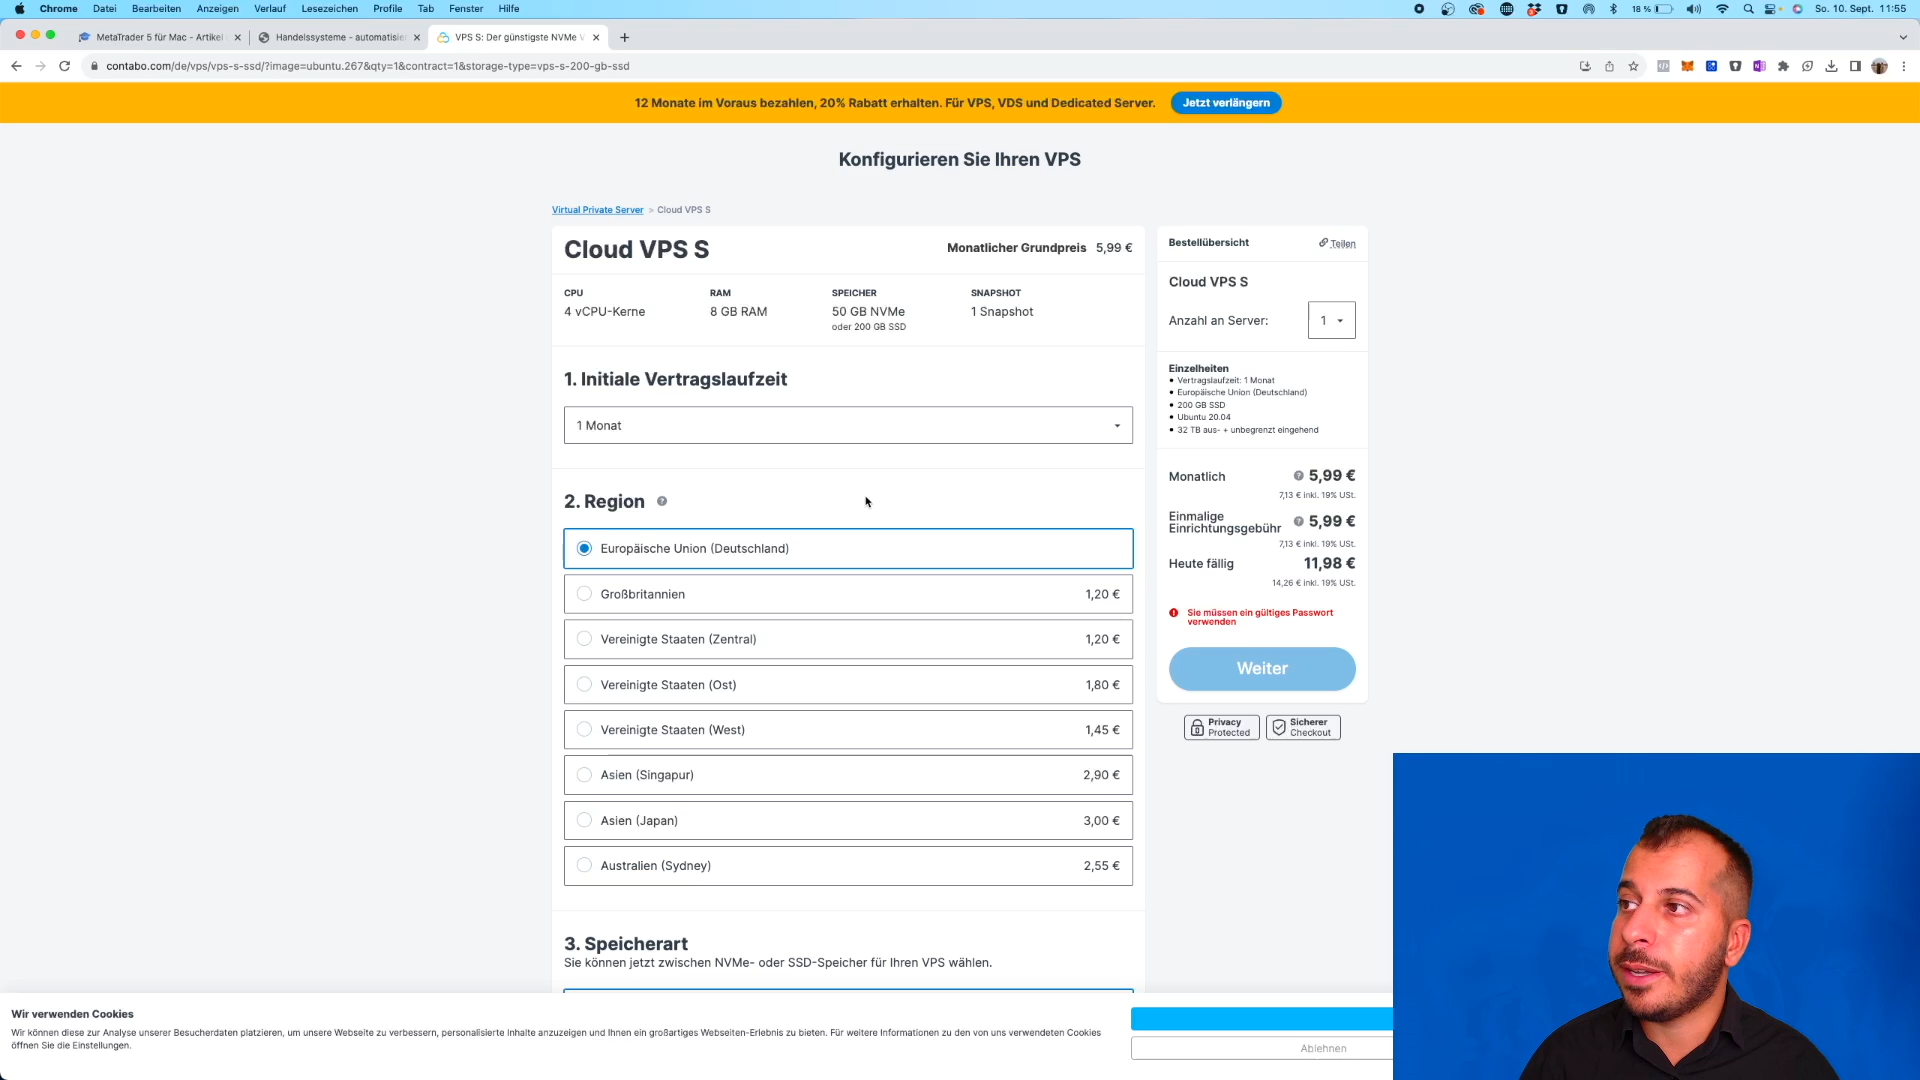 Chrome Datei Bearbeiten Anzeigen Verlauf Lesezeichen Profile Tab Fenster Hilfe
18 % So. 10. Sept. 11:55
MetaTrader 5 für Mac - Artikel
Handelssysteme - automatisie
VPS S: Der günstigste NVMe V
contabo.com/de/vps/vps-s-ssd/?image=ubuntu.267&qty=1&contract=1&storage-type=vps-s-200-gb-ssd
12 Monate im Voraus bezahlen, 20% Rabatt erhalten. Für VPS, VDS und Dedicated Server.
Jetzt verlängern
Konfigurieren Sie Ihren VPS
Virtual Private Server > Cloud VPS S
Cloud VPS S
Monatlicher Grundpreis 5,99 €
CPU
4 vCPU-Kerne
RAM
8 GB RAM
SPEICHER
50 GB NVMe
oder 200 GB SSD
SNAPSHOT
1 Snapshot
1. Initiale Vertragslaufzeit
1 Monat
2. Region
Europäische Union (Deutschland)
Großbritannien 1,20 €
Vereinigte Staaten (Zentral) 1,20 €
Vereinigte Staaten (Ost) 1,80 €
Vereinigte Staaten (West) 1,45 €
Asien (Singapur) 2,90 €
Asien (Japan) 3,00 €
Australien (Sydney) 2,55 €
3. Speicherart
Sie können jetzt zwischen NVMe- oder SSD-Speicher für Ihren VPS wählen.
Bestellübersicht
Teilen
Cloud VPS S
Anzahl an Server: 1
Einzelheiten
• Vertragslaufzeit: 1 Monat
• Europäische Union (Deutschland)
• 200 GB SSD
• Ubuntu 20.04
• 32 TB aus- + unbegrenzt eingehend
Monatlich 5,99 €
7,13 € inkl. 19% USt.
Einmalige
Einrichtungsgebühr 5,99 €
7,13 € inkl. 19% USt.
Heute fällig 11,98 €
14,26 € inkl. 19% USt.
Sie müssen ein gültiges Passwort
verwenden
Weiter
Privacy
Protected
Sicherer
Checkout
Wir verwenden Cookies
Wir können diese zur Analyse unserer Besucherdaten platzieren, um unsere Webseite zu verbessern, personalisierte Inhalte anzuzeigen und Ihnen ein großartiges Webseiten-Erlebnis zu bieten. Für weitere Informationen zu den von uns verwendeten Cookies
öffnen Sie die Einstellungen.
Ablehnen